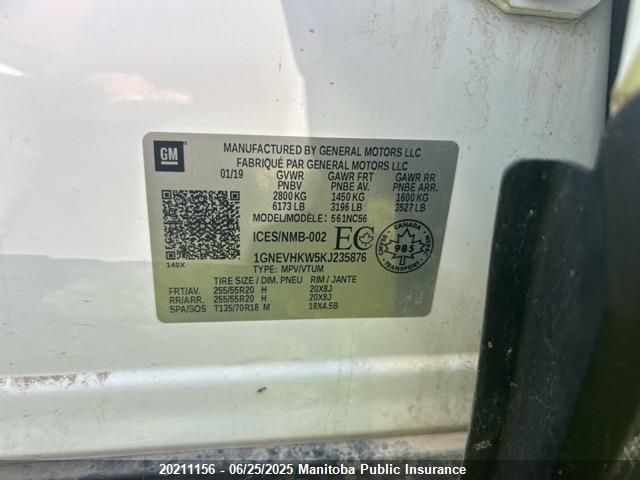 GM
MANUFACTURED BY GENERAL MOTORS LLC
FABRIQUÉ PAR GENERAL MOTORS LLC
01/19 GVWR GAWR FRT GAWR RR
PNBV PNBE AV. PNBE ARR.
2800 KG 1450 KG 1600 KG
6173 LB 3196 LB 3527 LB
MODEL/MODÈLE: 561NC56
ICES/NMB-002 EC
CANADA
985
1GNEVHKW5KJ235876
140X
TYPE: MPV/VTUM
TIRE SIZE / DIM. PNEU RIM / JANTE
FRT/AV. 255/55R20 H 20X8J
RR/ARR. 255/55R20 H 20X8J
SPA/SOS T135/70R18 M 18X4.5B
20211156 - 06/25/2025 Manitoba Public Insurance